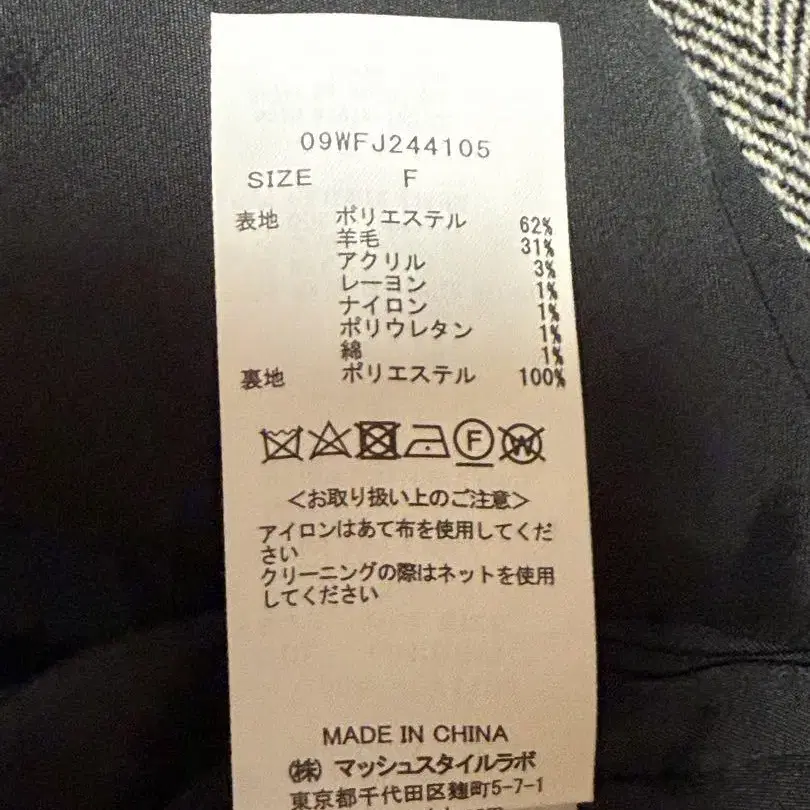 09WFJ244105
SIZE F
表地 ポリエステル 62%
羊毛 31%
アクリル 3%
レーヨン 1%
ナイロン 1%
ポリウレタン 1%
綿 1%
裏地 ポリエステル 100%
F W
<お取り扱い上のご注意>
アイロンはあて布を使用してくだ
さい
クリーニングの際はネットを使用
してください
MADE IN CHINA
㈱ マッシュスタイルラボ
東京都千代田区麹町5-7-1